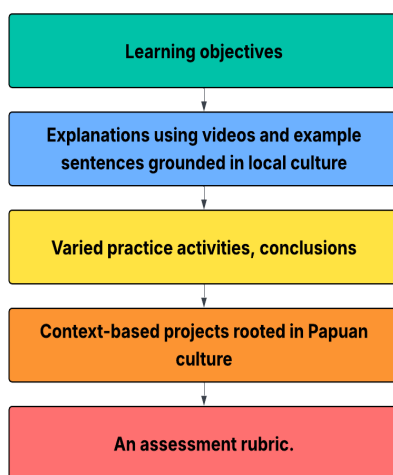 Learning objectives
Explanations using videos and example
sentences grounded in local culture
Varied practice activities, conclusions
Context-based projects rooted in Papuan
culture
An assessment rubric.